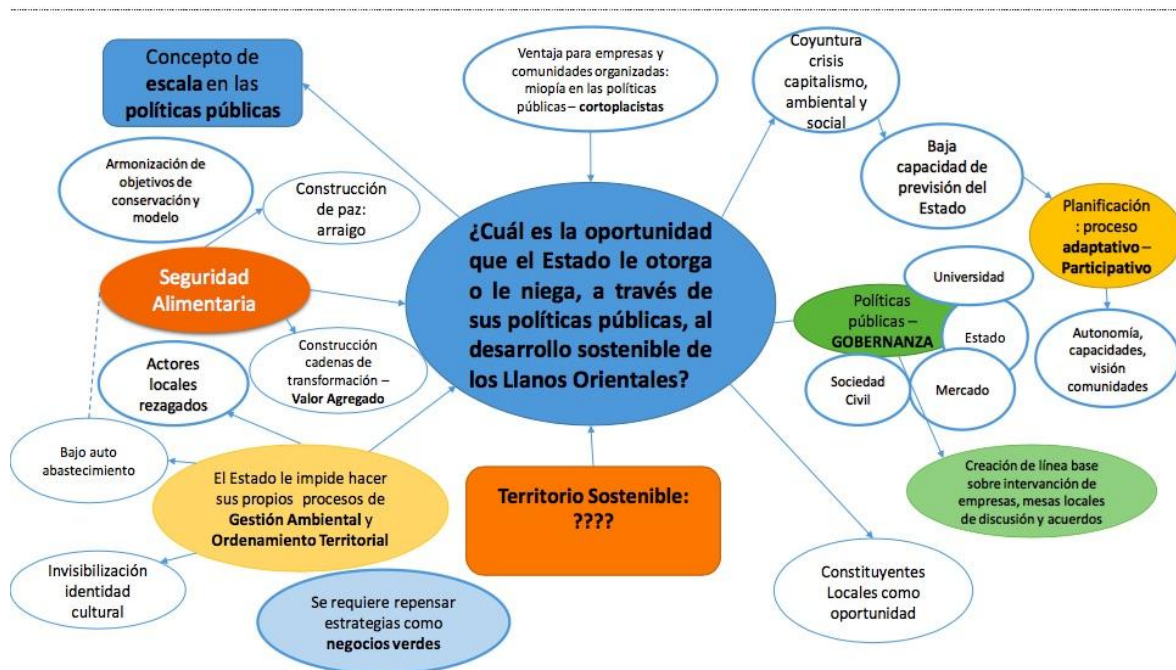 Concepto de
escala en las
políticas públicas
Ventaja para empresas y
comunidades organizadas:
miopía en las políticas
públicas – cortoplacistas
Coyuntura
crisis
capitalismo,
ambiental y
social
Armonización de
objetivos de
conservación y
modelo
Construcción
de paz:
arraigo
Baja
capacidad de
previsión del
Estado
Planificación
: proceso
adaptativo –
Participativo
Seguridad
Alimentaria
¿Cuál es la oportunidad
que el Estado le otorga
o le niega, a través de
sus políticas públicas, al
desarrollo sostenible de
los Llanos Orientales?
Universidad
Políticas
públicas –
GOBERNANZA
Estado
Sociedad
Civil
Mercado
Autonomía,
capacidades,
visión
comunidades
Actores
locales
rezagados
Construcción
cadenas de
transformación –
Valor Agregado
Bajo auto
abastecimiento
El Estado le impide hacer
sus propios procesos de
Gestión Ambiental y
Ordenamiento Territorial
Territorio Sostenible:
????
Creación de línea base
sobre intervención de
empresas, mesas locales
de discusión y acuerdos
Invisibilización
identidad
cultural
Se requiere repensar
estrategias como
negocios verdes
Constituyentes
Locales como
oportunidad